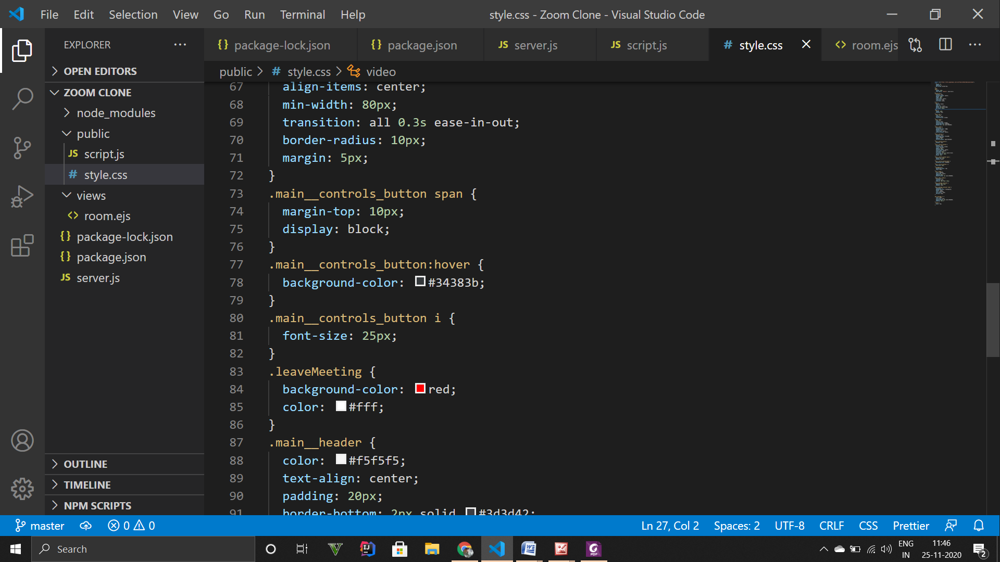 File Edit Selection View Go Run Terminal Help
style.css - Zoom Clone - Visual Studio Code
EXPLORER
{} package-lock.json
{} package.json
JS server.js
JS script.js
# style.css
<> room.ejs
OPEN EDITORS
public > # style.css > video
ZOOM CLONE
node_modules
public
JS script.js
# style.css
views
<> room.ejs
{} package-lock.json
{} package.json
JS server.js
OUTLINE
TIMELINE
NPM SCRIPTS
67 align-items: center;
68 min-width: 80px;
69 transition: all 0.3s ease-in-out;
70 border-radius: 10px;
71 margin: 5px;
72 }
73 .main__controls_button span {
74 margin-top: 10px;
75 display: block;
76 }
77 .main__controls_button:hover {
78 background-color: #34383b;
79 }
80 .main__controls_button i {
81 font-size: 25px;
82 }
83 .leaveMeeting {
84 background-color: red;
85 color: #fff;
86 }
87 .main__header {
88 color: #f5f5f5;
89 text-align: center;
90 padding: 20px;
91 border-bottom: 2px solid #3d3d42;
master 0 0
Ln 27, Col 2 Spaces: 2 UTF-8 CRLF CSS Prettier
Search
ENG
IN
11:46
25-11-2020
2